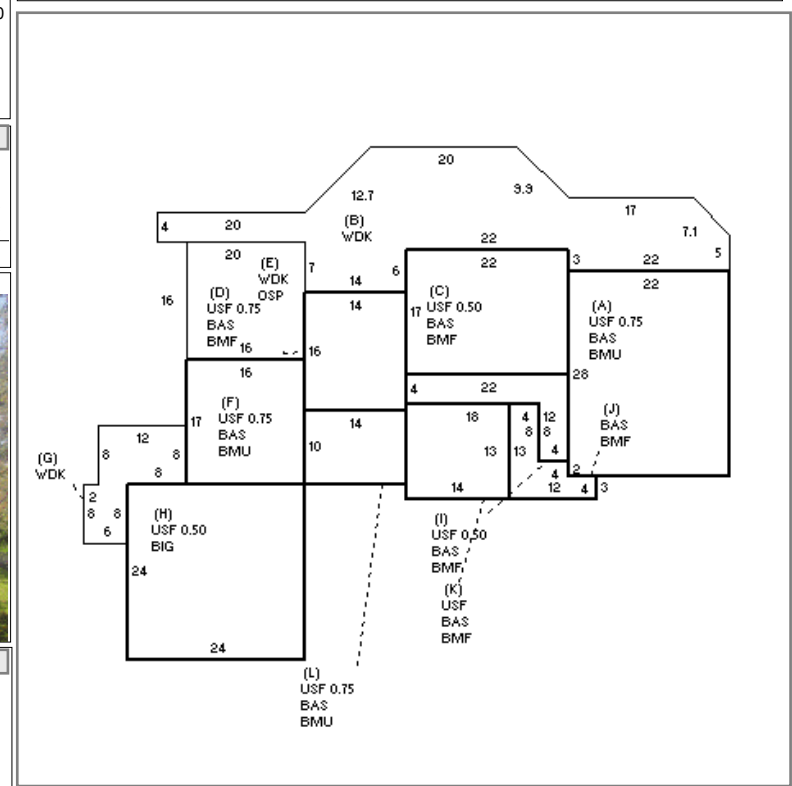 20
12.7
9.9
4
20
(B)
WDK
17
7.1
22
5
20
(E)
WDK
OSP
7
14
6
22
3
22
22
16
(D)
USF 0.75
BAS
BMF
16
14
17
(C)
USF 0.50
BAS
BMF
(A)
USF 0.75
BAS
BMU
16
16
28
4
22
17
(F)
USF 0.75
BAS
BMU
14
10
18
4
12
8
8
(J)
BAS
BMF
12
8
8
8
13
13
4
4
2
(G)
WDK
2
8
8
6
14
12
4
3
(H)
USF 0.50
BIG
24
24
(I)
USF 0.50
BAS
BMF
(K)
USF
BAS
BMF
(L)
USF 0.75
BAS
BMU